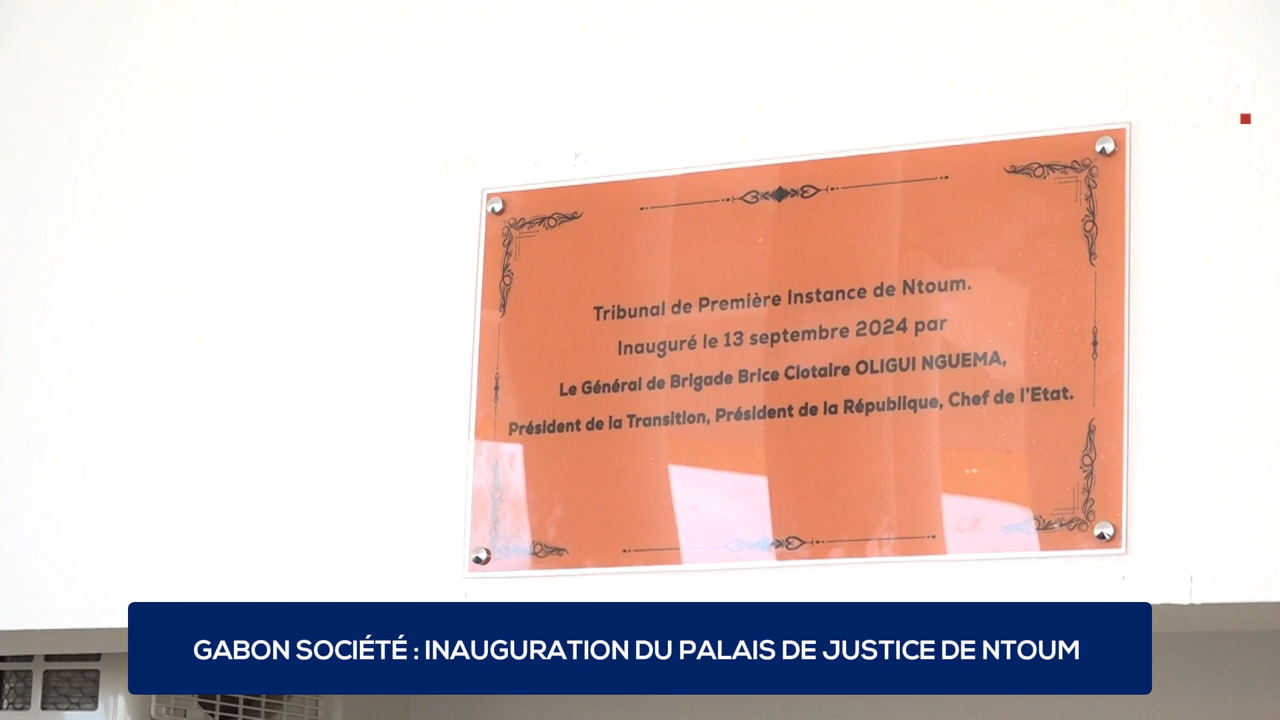 Tribunal de Première Instance de Ntoum.
Inauguré le 13 septembre 2024 par
Le Général de Brigade Brice Clotaire OLIGUI NGUEMA,
Président de la Transition, Président de la République, Chef de l'Etat.
GABON SOCIÉTÉ : INAUGURATION DU PALAIS DE JUSTICE DE NTOUM